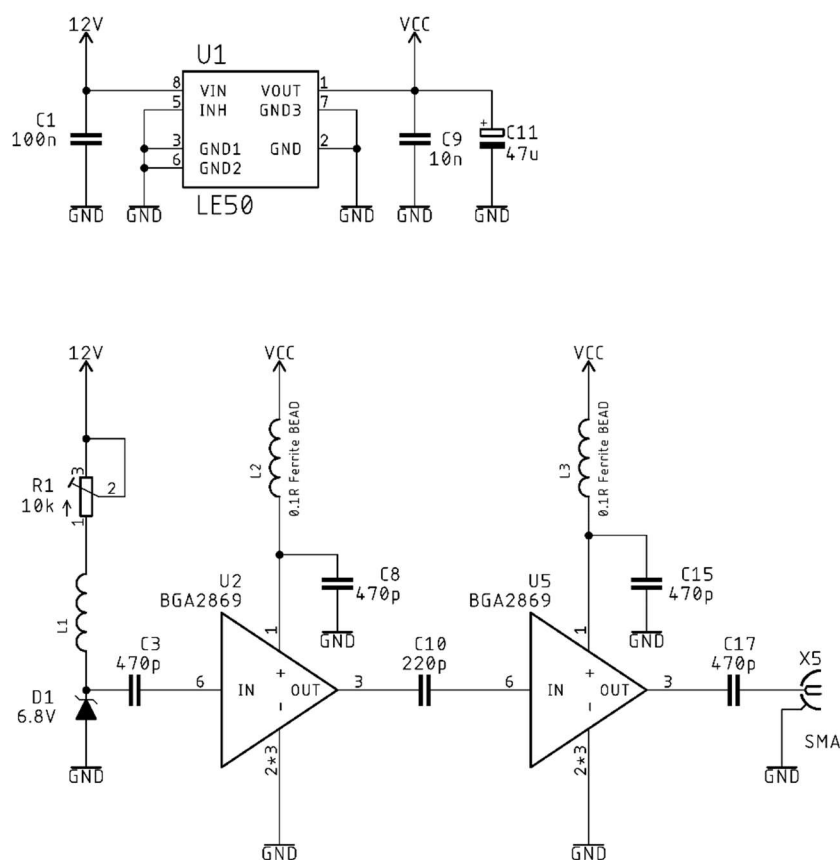 12V
VCC
U1
8 VIN VOUT 1
5 INH GND3 7
3 GND1 GND 2
6 GND2
LE50
C1
100n
C9
10n
+
C11
47u
GND
GND
GND
GND
GND
12V
VCC
VCC
L2
0.1R Ferrite BEAD
L3
0.1R Ferrite BEAD
R1
10k
3
2
1
L1
U2
BGA2869
C8
470p
GND
U5
BGA2869
C15
470p
GND
C3
470p
D1
6.8V
GND
6 IN OUT 3
+
-
1
2*3
GND
C10
220p
6 IN OUT 3
+
-
1
2*3
GND
C17
470p
X5
SMA
GND